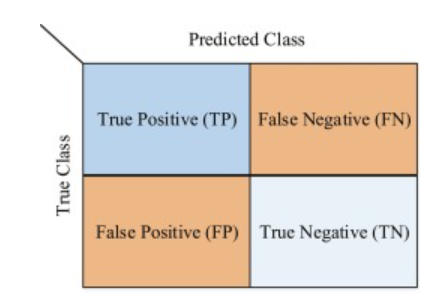 Predicted Class
True Class
True Positive (TP)
False Negative (FN)
False Positive (FP)
True Negative (TN)